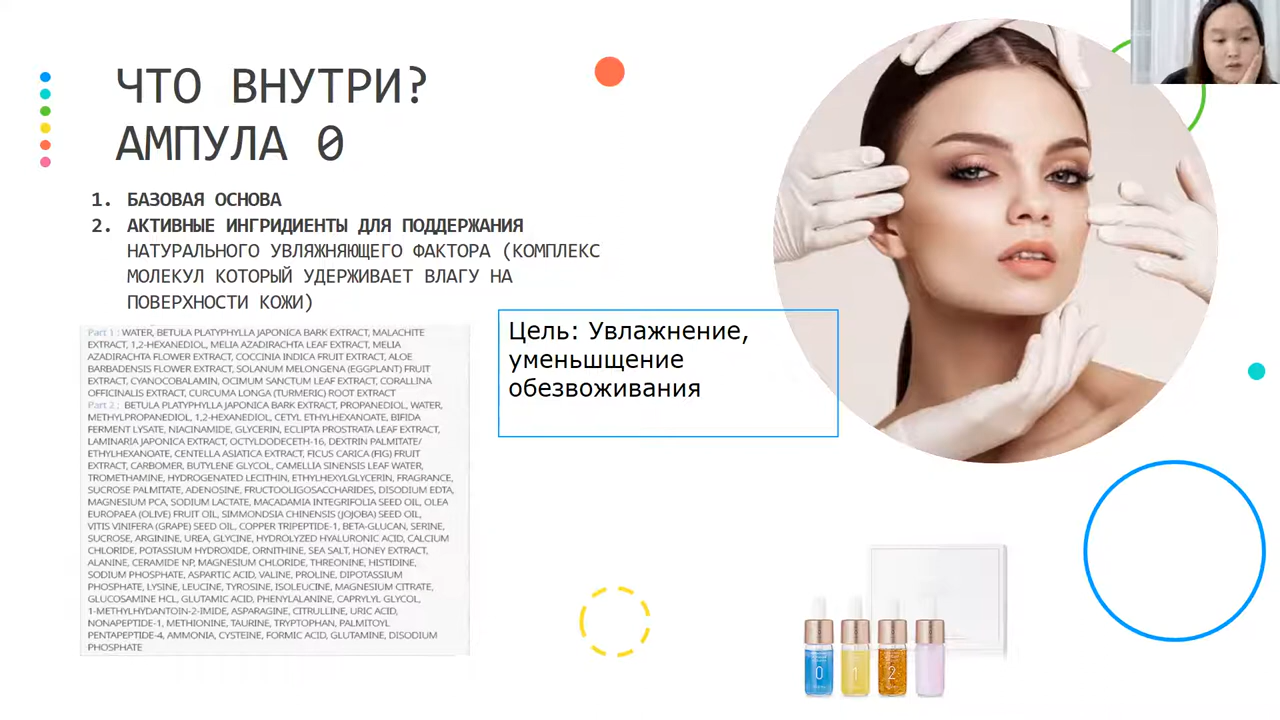 ЧТО ВНУТРИ?
АМПУЛА 0
1. БАЗОВАЯ ОСНОВА
2. АКТИВНЫЕ ИНГРИДИЕНТЫ ДЛЯ ПОДДЕРЖАНИЯ
НАТУРАЛЬНОГО УВЛЯЖНЯЮЩЕГО ФАКТОРА (КОМПЛЕКС
МОЛЕКУЛ КОТОРЫЙ УДЕРЖИВАЕТ ВЛАГУ НА
ПОВЕРХНОСТИ КОЖИ)
Part 1 : WATER, BETULA PLATYPHYLLA JAPONICA BARK EXTRACT, MALACHITE
EXTRACT, 1,2-HEXANEDIOL, MELIA AZADIRACHTA LEAF EXTRACT, MELIA
AZADIRACHTA FLOWER EXTRACT, COCCINIA INDICA FRUIT EXTRACT, ALOE
BARBADENSIS FLOWER EXTRACT, SOLANUM MELONGENA (EGGPLANT) FRUIT
EXTRACT, CYANOCOBALAMIN, OCIMUM SANCTUM LEAF EXTRACT, CORALLINA
OFFICINALIS EXTRACT, CURCUMA LONGA (TURMERIC) ROOT EXTRACT
Part 2 : BETULA PLATYPHYLLA JAPONICA BARK EXTRACT, PROPANEDIOL, WATER,
METHYLPROPANEDIOL, 1,2-HEXANEDIOL, CETYL ETHYLHEXANOATE, BIFIDA
FERMENT LYSATE, NIACINAMIDE, GLYCERIN, ECLIPTA PROSTRATA LEAF EXTRACT,
LAMINARIA JAPONICA EXTRACT, OCTYLDODECETH-16, DEXTRIN PALMITATE/
ETHYLHEXANOATE, CENTELLA ASIATICA EXTRACT, FICUS CARICA (FIG) FRUIT
EXTRACT, CARBOMER, BUTYLENE GLYCOL, CAMELLIA SINENSIS LEAF WATER,
TROMETHAMINE, HYDROGENATED LECITHIN, ETHYLHEXYLGLYCERIN, FRAGRANCE,
SUCROSE PALMITATE, ADENOSINE, FRUCTOOLIGOSACCHARIDES, DISODIUM EDTA,
MAGNESIUM PCA, SODIUM LACTATE, MACADAMIA INTEGRIFOLIA SEED OIL, OLEA
EUROPAEA (OLIVE) FRUIT OIL, SIMMONDSIA CHINENSIS (JOJOBA) SEED OIL,
VITIS VINIFERA (GRAPE) SEED OIL, COPPER TRIPEPTIDE-1, BETA-GLUCAN, SERINE,
SUCROSE, ARGININE, UREA, GLYCINE, HYDROLYZED HYALURONIC ACID, CALCIUM
CHLORIDE, POTASSIUM HYDROXIDE, ORNITHINE, SEA SALT, HONEY EXTRACT,
ALANINE, CERAMIDE NP, MAGNESIUM CHLORIDE, THREONINE, HISTIDINE,
SODIUM PHOSPHATE, ASPARTIC ACID, VALINE, PROLINE, DIPOTASSIUM
PHOSPHATE, LYSINE, LEUCINE, TYROSINE, ISOLEUCINE, MAGNESIUM CITRATE,
GLUCOSAMINE HCL, GLUTAMIC ACID, PHENYLALANINE, CAPRYLYL GLYCOL,
1-METHYLHYDANTOIN-2-IMIDE, ASPARAGINE, CITRULLINE, URIC ACID,
NONAPEPTIDE-1, METHIONINE, TAURINE, TRYPTOPHAN, PALMITOYL
PENTAPEPTIDE-4, AMMONIA, CYSTEINE, FORMIC ACID, GLUTAMINE, DISODIUM
PHOSPHATE
Цель: Увлажнение,
уменьшщение
обезвоживания
0 1 2